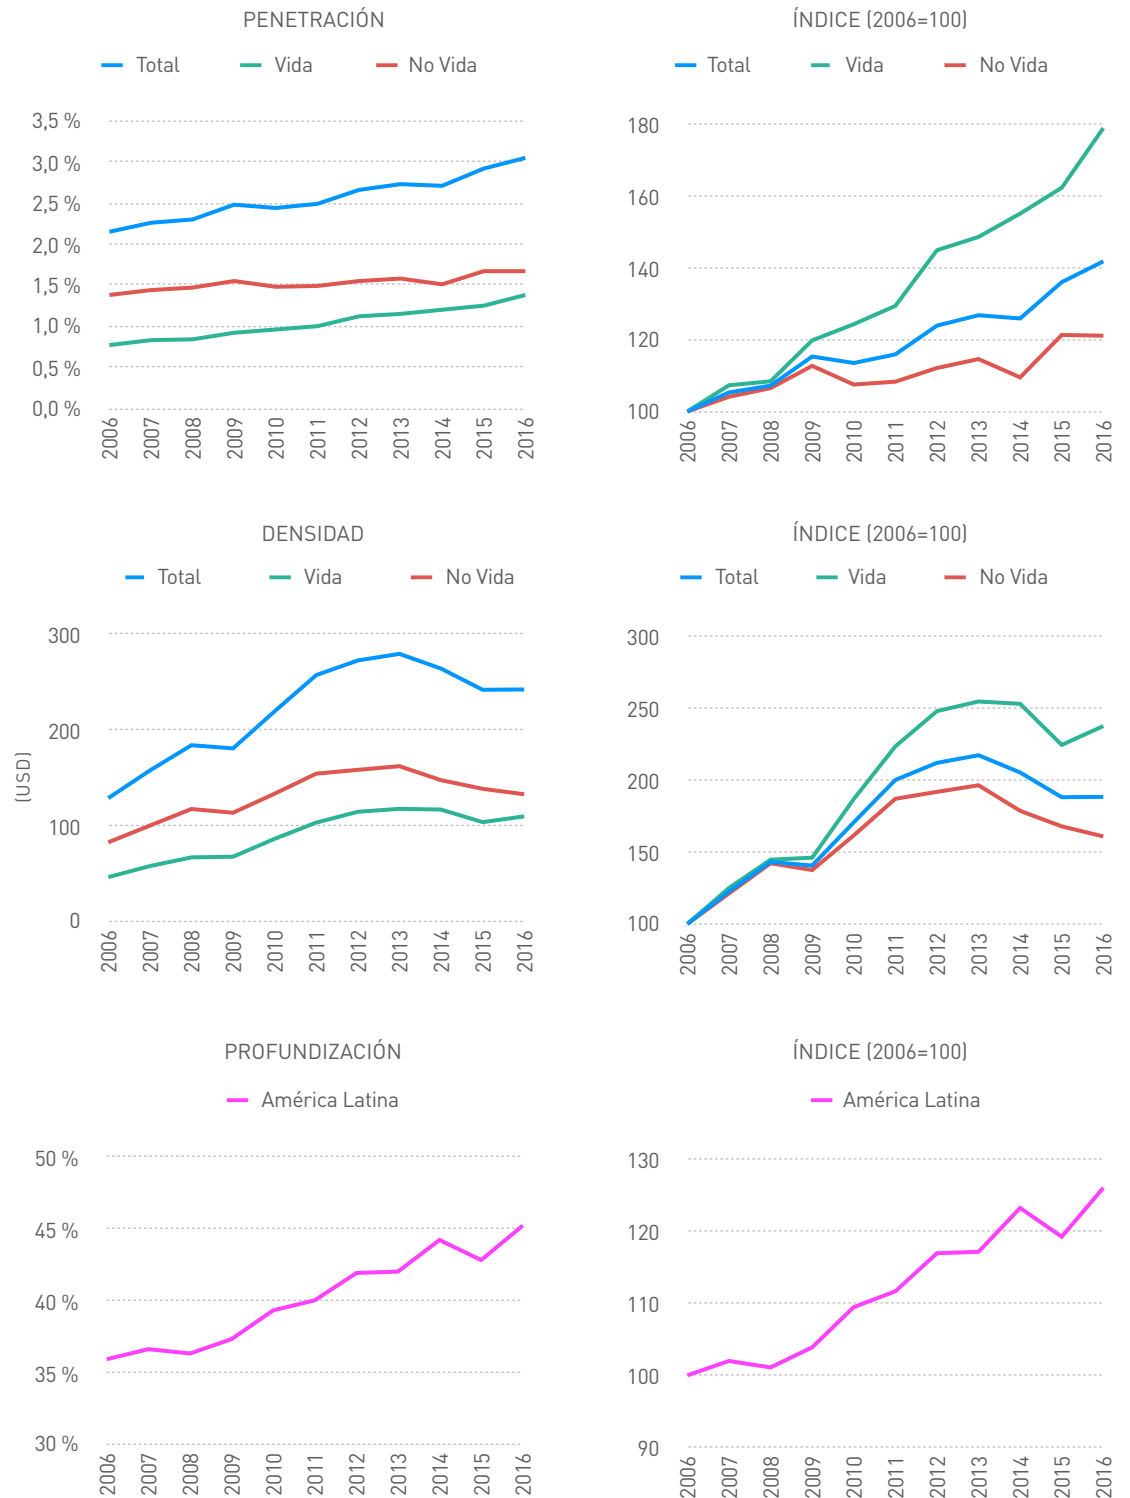 PENETRACIÓN
Total Vida No Vida
3,5 %
3,0 %
2,5 %
2,0 %
1,5 %
1,0 %
0,5 %
0,0 %
2006 2007 2008 2009 2010 2011 2012 2013 2014 2015 2016
ÍNDICE (2006=100)
Total Vida No Vida
180
160
140
120
100
2006 2007 2008 2009 2010 2011 2012 2013 2014 2015 2016
DENSIDAD
Total Vida No Vida
(USD)
300
200
100
0
2006 2007 2008 2009 2010 2011 2012 2013 2014 2015 2016
ÍNDICE (2006=100)
Total Vida No Vida
300
250
200
150
100
2006 2007 2008 2009 2010 2011 2012 2013 2014 2015 2016
PROFUNDIZACIÓN
América Latina
50 %
45 %
40 %
35 %
30 %
2006 2007 2008 2009 2010 2011 2012 2013 2014 2015 2016
ÍNDICE (2006=100)
América Latina
130
120
110
100
90
2006 2007 2008 2009 2010 2011 2012 2013 2014 2015 2016